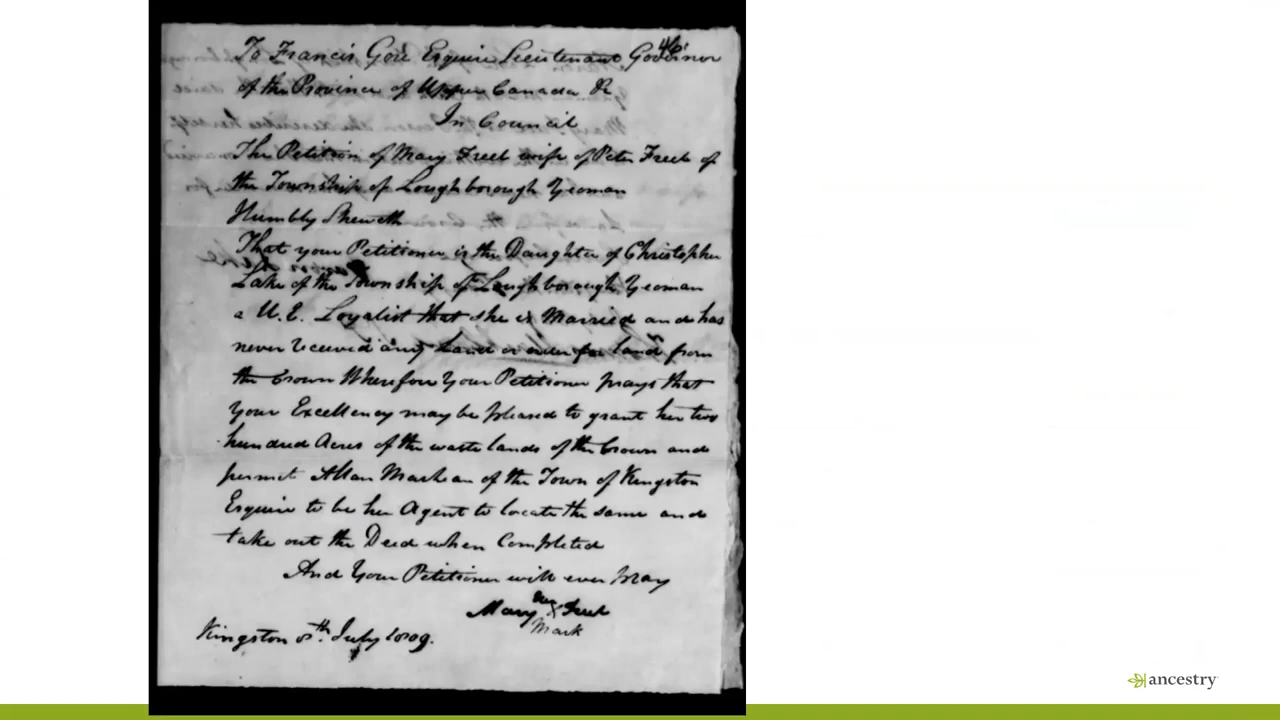 To Francis Gore Esquire Lieutenant Governor
of the Province of Upper Canada &c
In Council
The Petition of Mary Freel wife of Peter Freel of
the Township of Loughborough Yeoman
Humbly Sheweth
That your Petitioner is the Daughter of Christopher
Lake of the Township of Loughborough Yeoman
a U.E. Loyalist that she is Married and has
never received any Land or order for Land from
the Crown Wherefore Your Petitioner prays that
Your Excellency may be pleased to grant her two
hundred Acres of the waste lands of the Crown and
permit Allan Maclean of the Town of Kingston
Esquire to be her Agent to locate the same and
take out the Deed when Completed
And Your Petitioner will ever Pray
Mary her X Freel
Mark
Kingston 8th July 1809.
ancestry